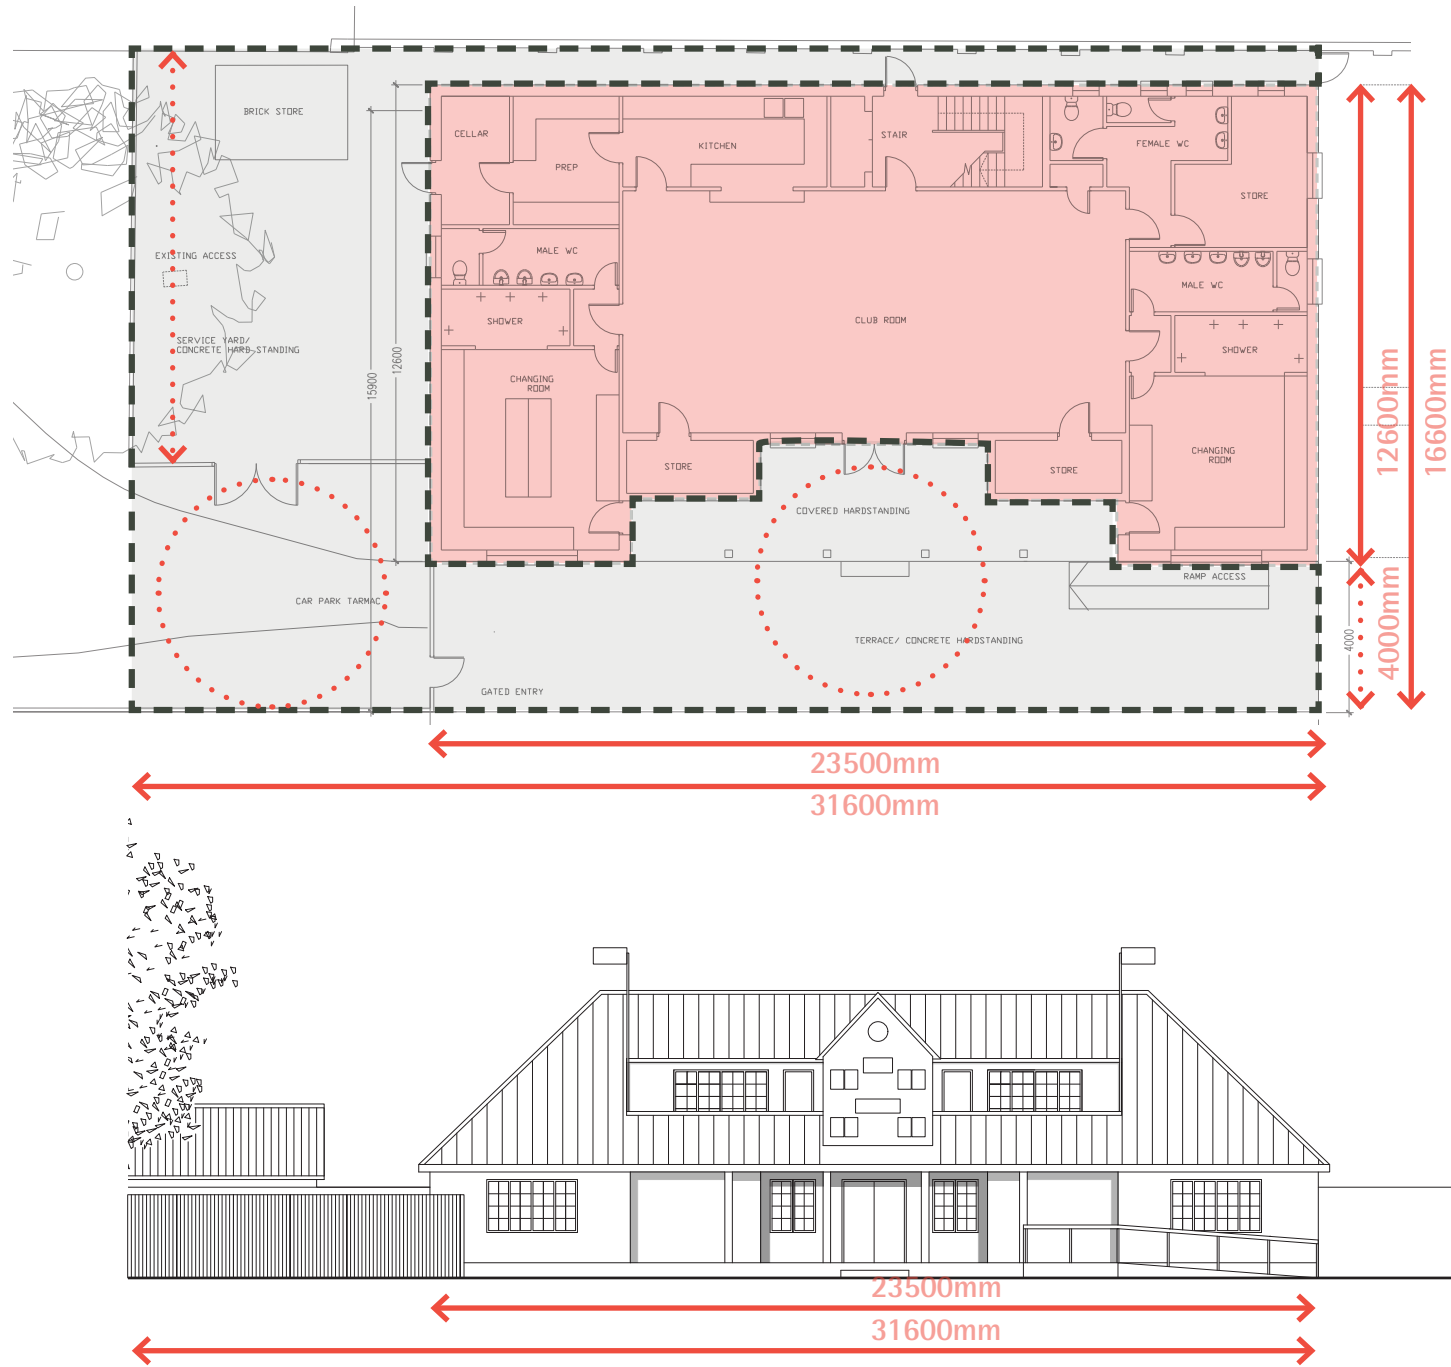 BRICK STORE
CELLAR
PREP
KITCHEN
STAIR
FEMALE WC
STORE
EXISTING ACCESS
MALE WC
MALE WC
SHOWER
CLUB ROOM
SERVICE YARD/
CONCRETE HARD-STANDING
SHOWER
15900
12600
CHANGING
ROOM
12600mm
16600mm
STORE
STORE
CHANGING
ROOM
COVERED HARDSTANDING
RAMP ACCESS
CAR PARK TARMAC
TERRACE/ CONCRETE HARDSTANDING
4000
4000mm
GATED ENTRY
23500mm
31600mm
23500mm
31600mm